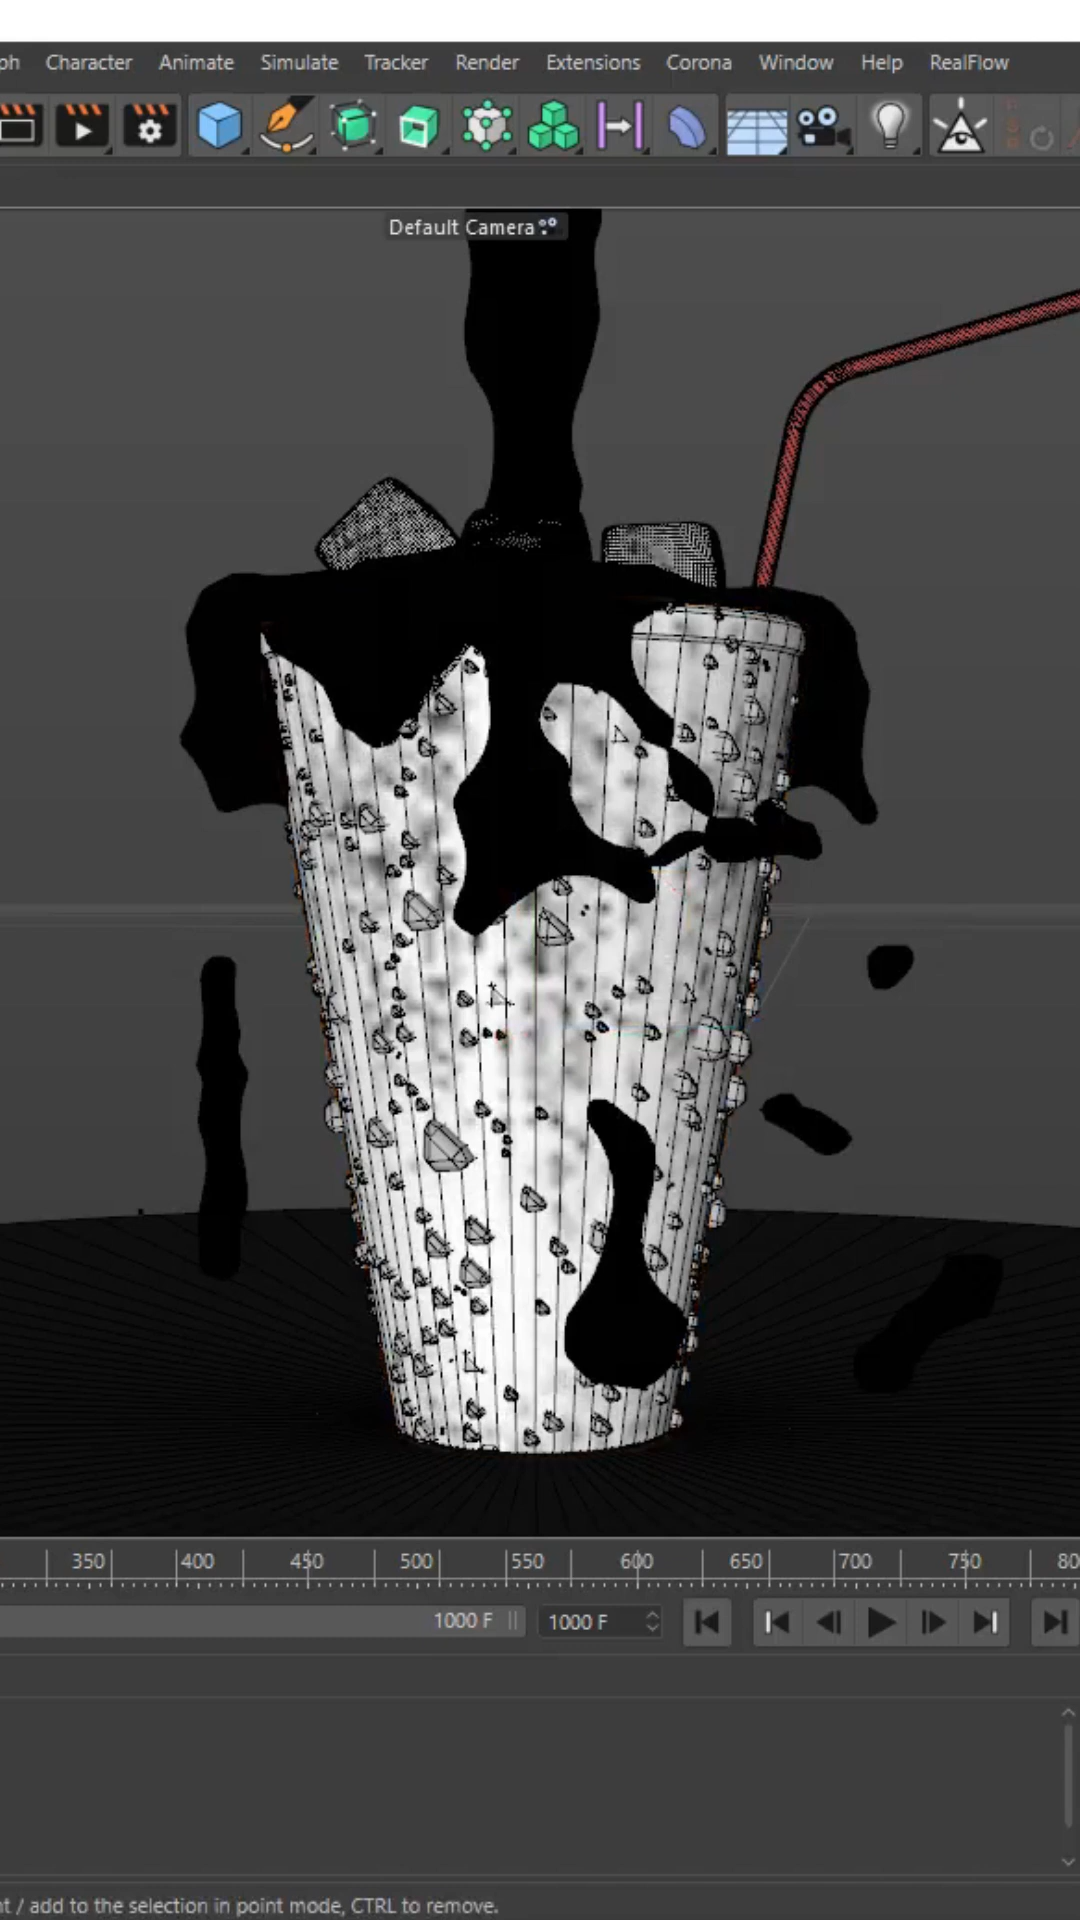 ph Character Animate Simulate Tracker Render Extensions Corona Window Help RealFlow
Default Camera
350 400 450 500 550 600 650 700 750 80
1000 F 1000 F
nt / add to the selection in point mode, CTRL to remove.